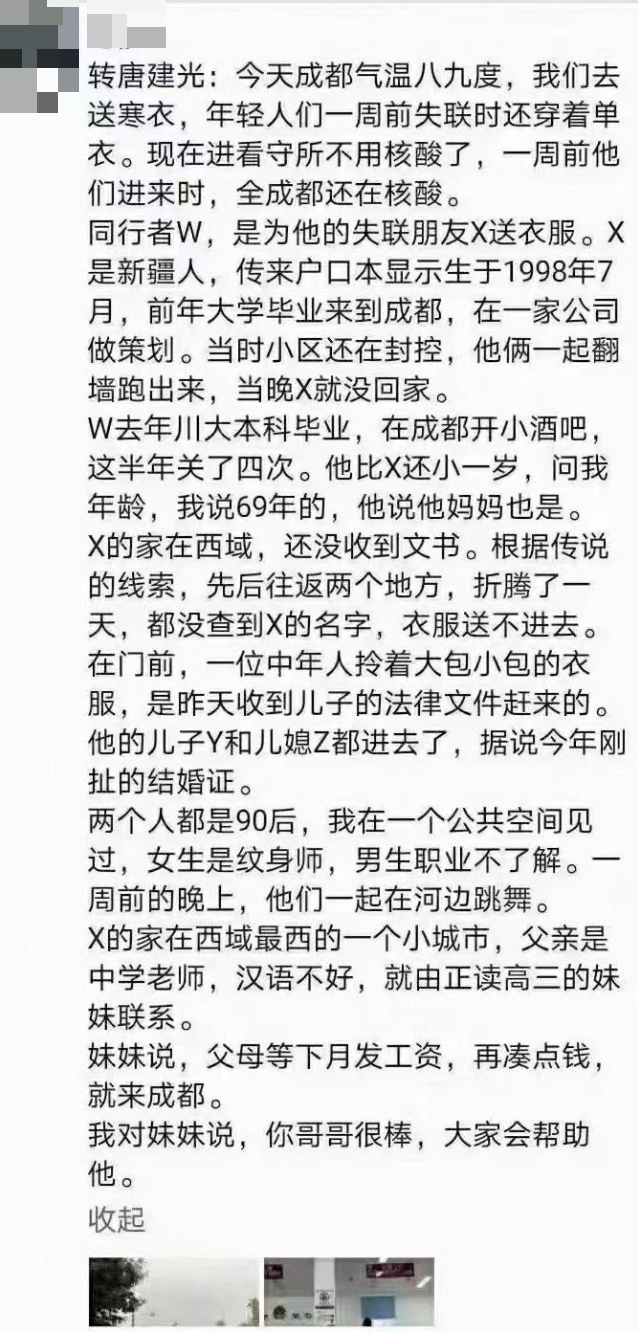 转唐建光：今天成都气温八九度，我们去
送寒衣，年轻人们一周前失联时还穿着单
衣。现在进看守所不用核酸了，一周前他
们进来时，全成都还在核酸。
同行者W，是为他的失联朋友X送衣服。X
是新疆人，传来户口本显示生于1998年7
月，前年大学毕业来到成都，在一家公司
做策划。当时小区还在封控，他俩一起翻
墙跑出来，当晚X就没回家。
W去年川大本科毕业，在成都开小酒吧，
这半年关了四次。他比X还小一岁，问我
年龄，我说69年的，他说他妈妈也是。
X的家在西域，还没收到文书。根据传说
的线索，先后往返两个地方，折腾了一
天，都没查到X的名字，衣服送不进去。
在门前，一位中年人拎着大包小包的衣
服，是昨天收到儿子的法律文件赶来的。
他的儿子Y和儿媳Z都进去了，据说今年刚
扯的结婚证。
两个人都是90后，我在一个公共空间见
过，女生是纹身师，男生职业不了解。一
周前的晚上，他们一起在河边跳舞。
X的家在西域最西的一个小城市，父亲是
中学老师，汉语不好，就由正读高三的妹
妹联系。
妹妹说，父母等下月发工资，再凑点钱，
就来成都。
我对妹妹说，你哥哥很棒，大家会帮助
他。
收起